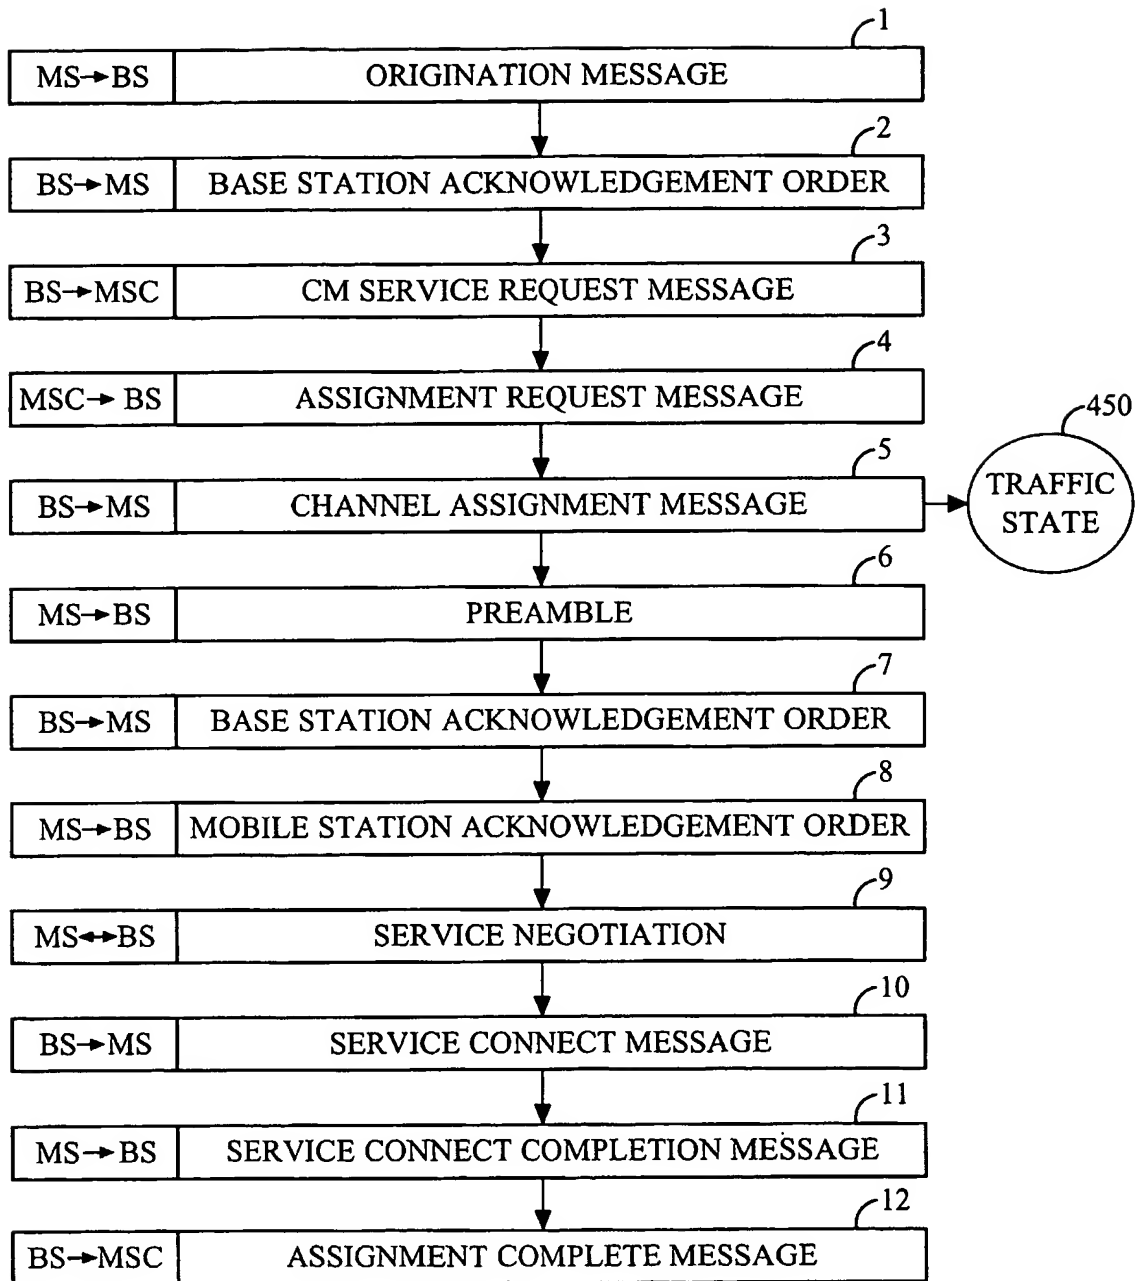 1
MS→BS ORIGINATION MESSAGE
2
BS→MS BASE STATION ACKNOWLEDGEMENT ORDER
3
BS→MSC CM SERVICE REQUEST MESSAGE
4
MSC→ BS ASSIGNMENT REQUEST MESSAGE
450
5
BS→MS CHANNEL ASSIGNMENT MESSAGE
TRAFFIC
STATE
6
MS→BS PREAMBLE
7
BS→MS BASE STATION ACKNOWLEDGEMENT ORDER
8
MS→BS MOBILE STATION ACKNOWLEDGEMENT ORDER
9
MS↔BS SERVICE NEGOTIATION
10
BS→MS SERVICE CONNECT MESSAGE
11
MS→BS SERVICE CONNECT COMPLETION MESSAGE
12
BS→MSC ASSIGNMENT COMPLETE MESSAGE